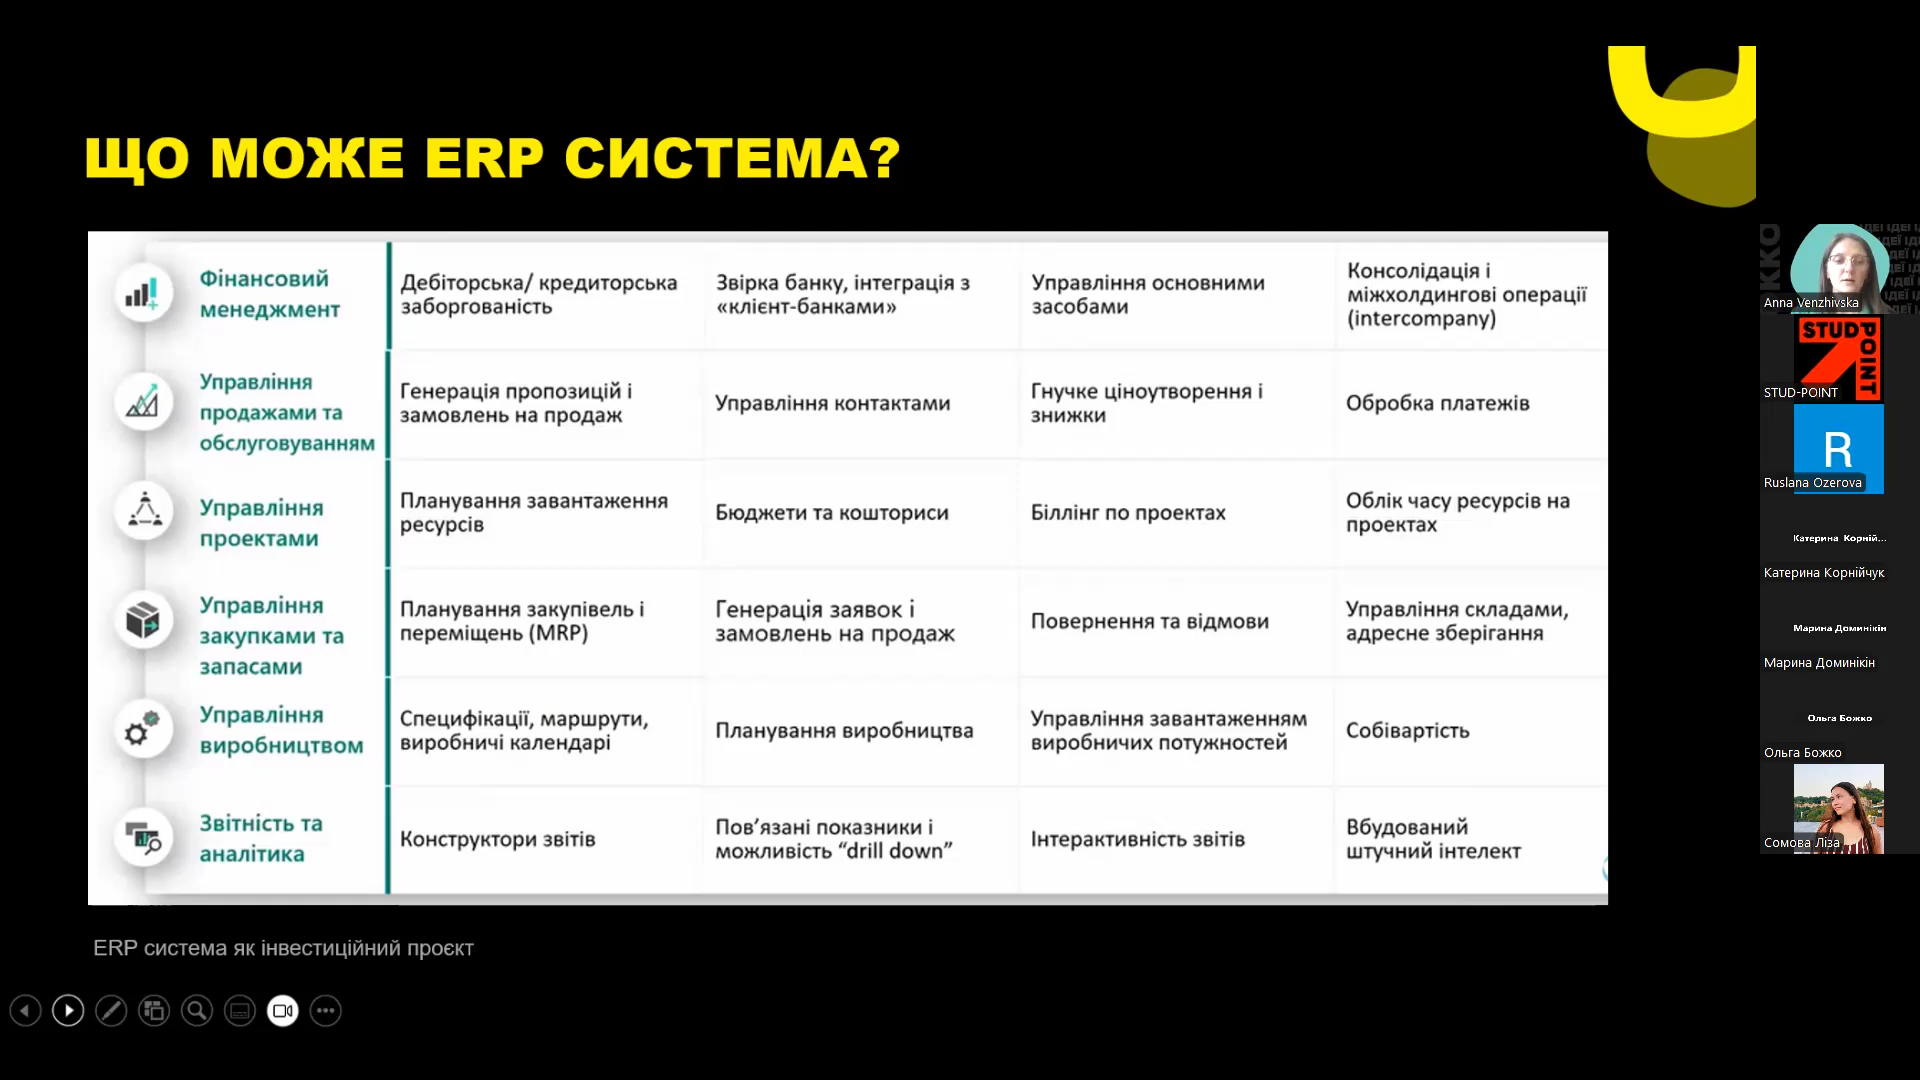 ЩО МОЖЕ ERP СИСТЕМА?
Фінансовий
менеджмент
Дебіторська/ кредиторська
заборгованість
Звірка банку, інтеграція з
«клієнт-банками»
Управління основними
засобами
Консолідація і
міжхолдингові операції
(intercompany)
Управління
продажами та
обслуговуванням
Генерація пропозицій і
замовлень на продаж
Управління контактами
Гнучке ціноутворення і
знижки
Обробка платежів
Управління
проектами
Планування завантаження
ресурсів
Бюджети та кошториси
Біллінг по проектах
Облік часу ресурсів на
проектах
Управління
закупками та
запасами
Планування закупівель і
переміщень (MRP)
Генерація заявок і
замовлень на продаж
Повернення та відмови
Управління складами,
адресне зберігання
Управління
виробництвом
Специфікації, маршрути,
виробничі календарі
Планування виробництва
Управління завантаженням
виробничих потужностей
Собівартість
Звітність та
аналітика
Конструктори звітів
Пов’язані показники і
можливість “drill down”
Інтерактивність звітів
Вбудований
штучний інтелект
ERP система як інвестиційний проєкт
Anna Venzhivska
STUD
POINT
STUD-POINT
R
Ruslana Ozerova
Катерина Корній...
Катерина Корнійчук
Марина Доминікін
Марина Доминікін
Ольга Божко
Ольга Божко
Сомова Ліза